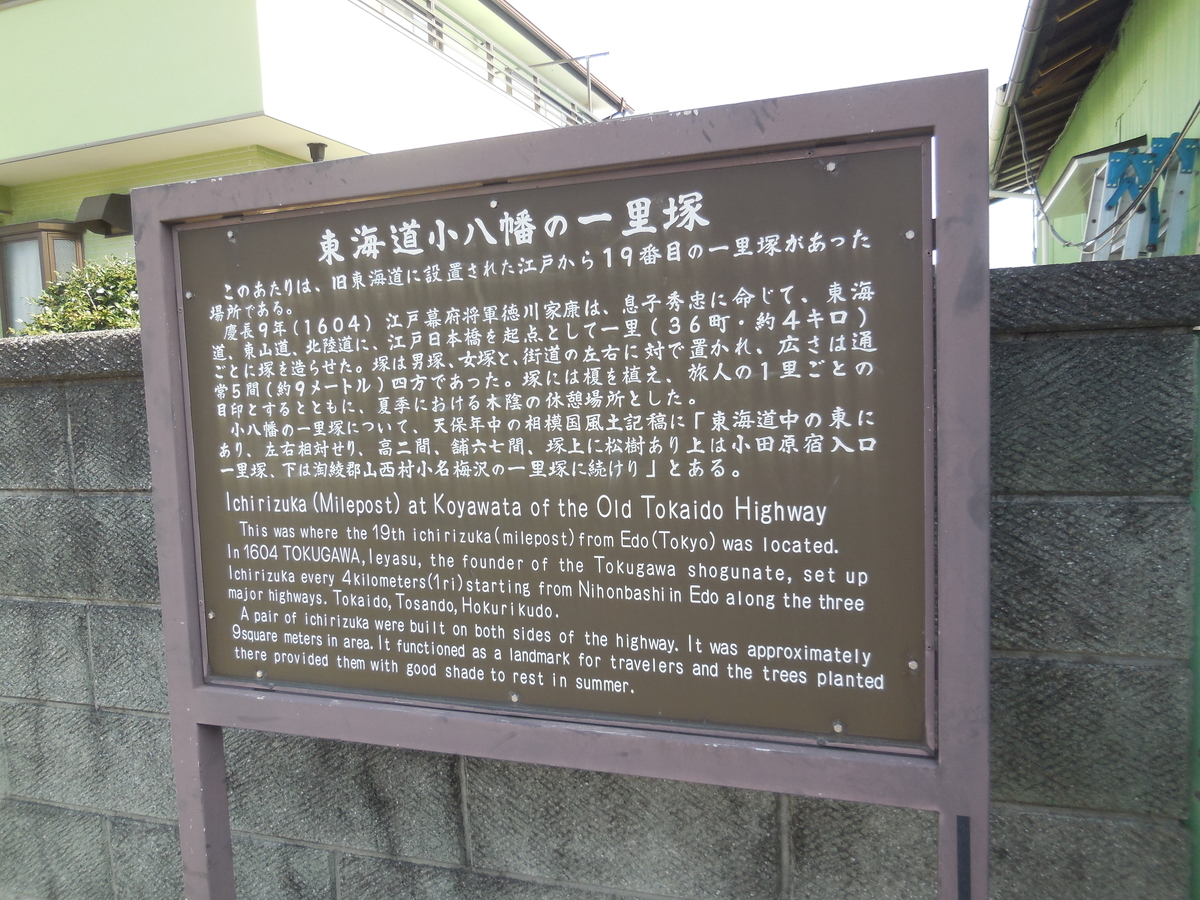 東海道小八幡の一里塚
このあたりは、旧東海道に設置された江戸から19番目の一里塚があった
場所である。
慶長9年(1604)江戸幕府将軍徳川家康は、息子秀忠に命じて、東海
道、東山道、北陸道に、江戸日本橋を起点として一里(36町・約4キロ)
ごとに塚を造らせた。塚は男塚、女塚と、街道の左右に対で置かれ、広さは通
常5間(約9メートル)四方であった。塚には榎を植え、旅人の1里ごとの
目印とするとともに、夏季における木陰の休憩場所とした。
小八幡の一里塚について、天保年中の相模国風土記稿に「東海道中の東に
あり、左右相対せり、高二間、舗六七間、塚上に松樹あり上は小田原宿入口
一里塚、下は淘綾郡山西村小名梅沢の一里塚に続けり」とある。
Ichirizuka (Milepost) at Koyawata of the Old Tokaido Highway
This was where the 19th ichirizuka(milepost) from Edo(Tokyo) was located.
In 1604 TOKUGAWA, Ieyasu, the founder of the Tokugawa shogunate, set up
Ichirizuka every 4kilometers(1ri) starting from Nihonbashi in Edo along the three
major highways. Tokaido, Tosando, Hokurikudo.
A pair of ichirizuka were built on both sides of the highway. It was approximately
9square meters in area. It functioned as a landmark for travelers and the trees planted
there provided them with good shade to rest in summer.